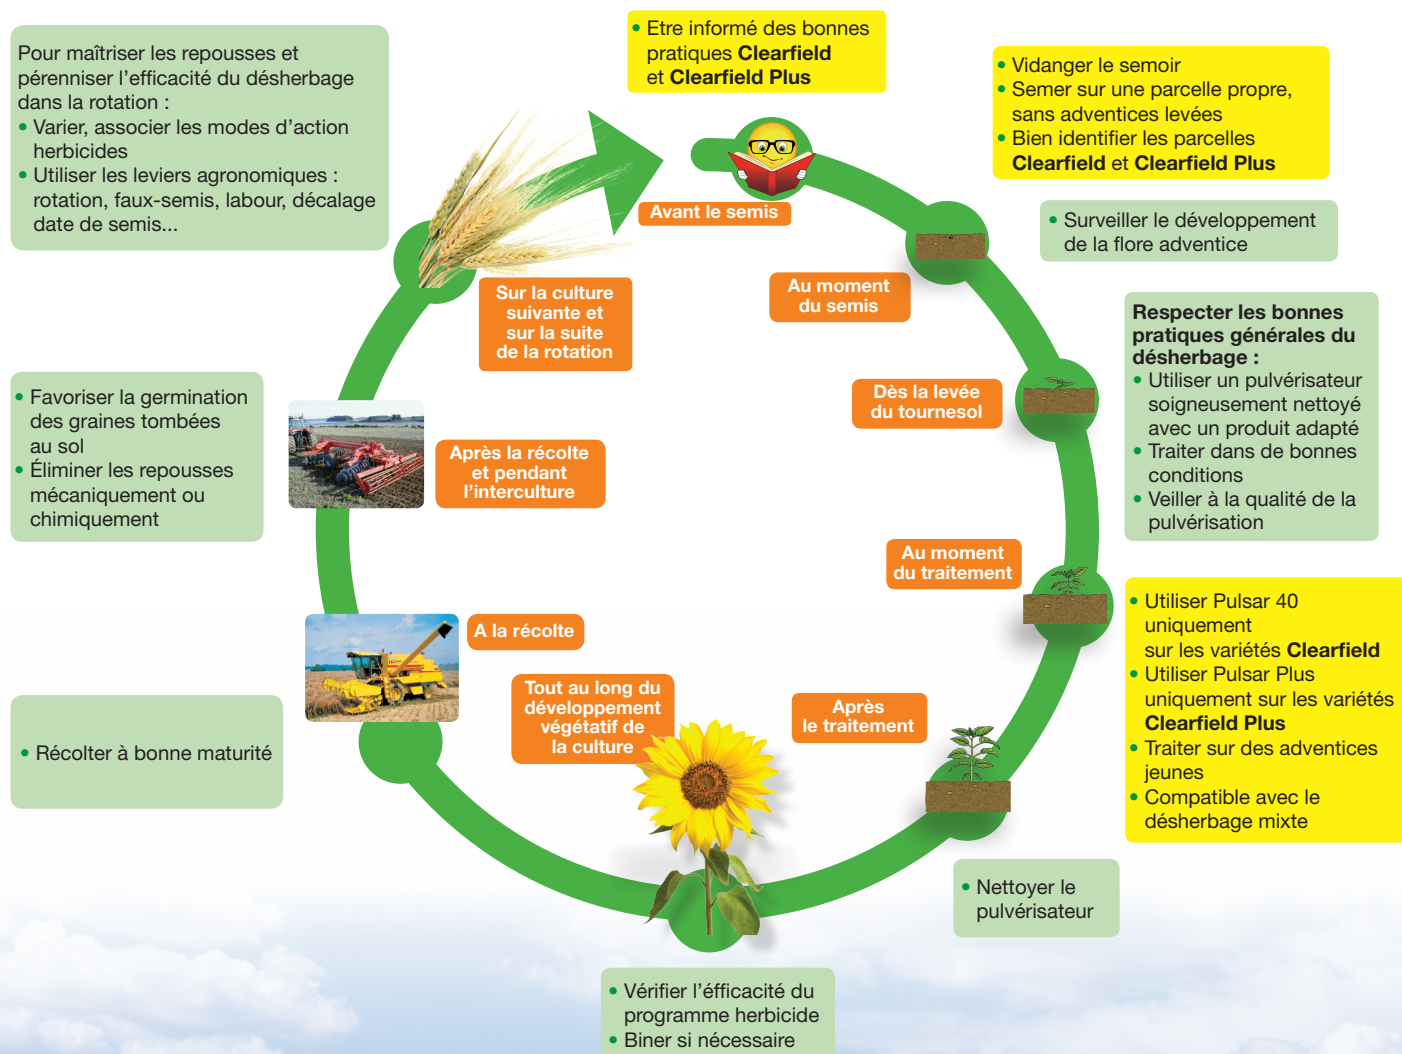 Pour maîtriser les repousses et
pérenniser l’efficacité du désherbage
dans la rotation :
• Varier, associer les modes d’action
herbicides
• Utiliser les leviers agronomiques :
rotation, faux-semis, labour, décalage
date de semis...
• Etre informé des bonnes
pratiques Clearfield
et Clearfield Plus
• Vidanger le semoir
• Semer sur une parcelle propre,
sans adventices levées
• Bien identifier les parcelles
Clearfield et Clearfield Plus
Avant le semis
• Surveiller le développement
de la flore adventice
Au moment
du semis
Sur la culture
suivante et
sur la suite
de la rotation
Respecter les bonnes
pratiques générales du
désherbage :
• Utiliser un pulvérisateur
soigneusement nettoyé
avec un produit adapté
• Traiter dans de bonnes
conditions
• Veiller à la qualité de la
pulvérisation
Dès la levée
du tournesol
• Favoriser la germination
des graines tombées
au sol
• Éliminer les repousses
mécaniquement ou
chimiquement
Après la récolte
et pendant
l’interculture
Au moment
du traitement
• Utiliser Pulsar 40
uniquement
sur les variétés Clearfield
• Utiliser Pulsar Plus
uniquement sur les variétés
Clearfield Plus
• Traiter sur des adventices
jeunes
• Compatible avec le
désherbage mixte
A la récolte
Tout au long du
développement
végétatif de
la culture
Après
le traitement
• Récolter à bonne maturité
• Nettoyer le
pulvérisateur
• Vérifier l’éfficacité du
programme herbicide
• Biner si nécessaire